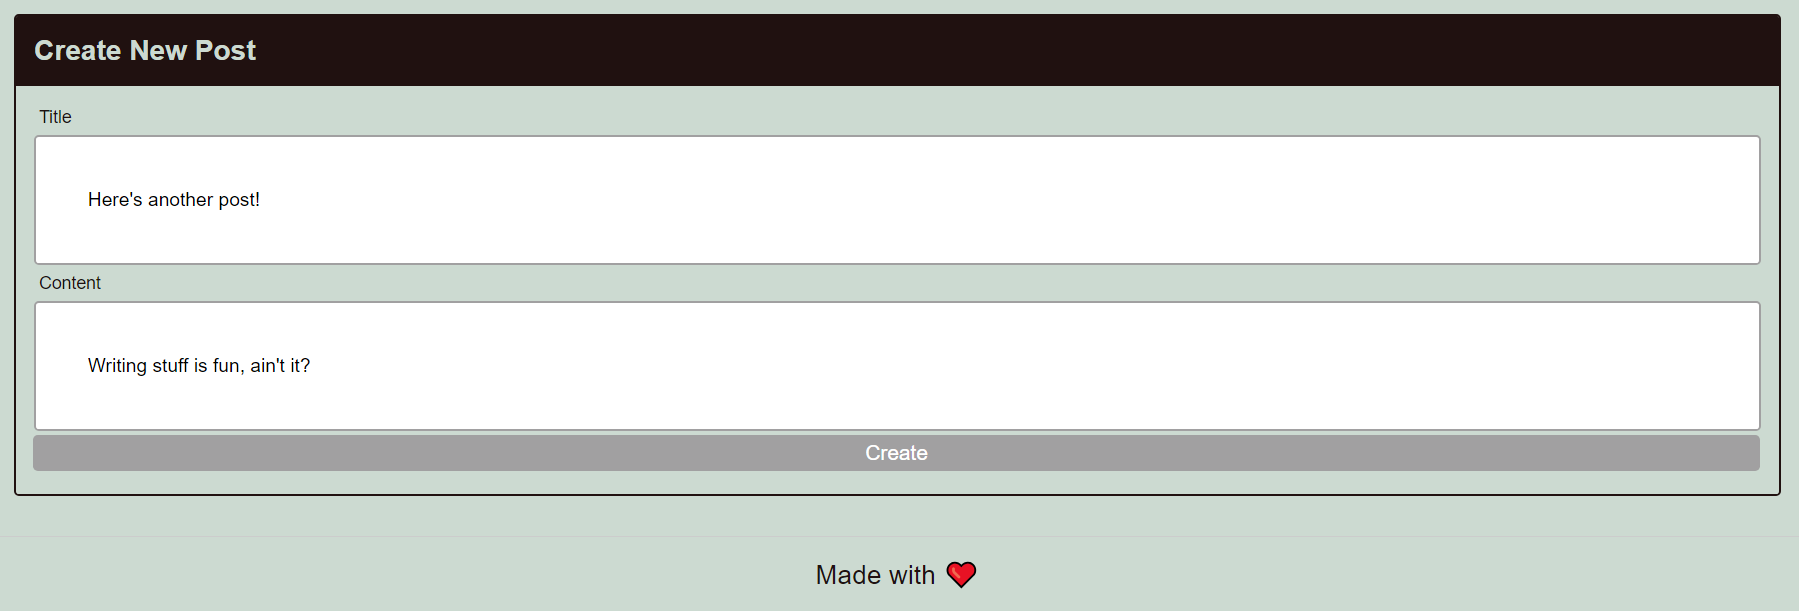 Create New Post
Title
Here's another post!
Content
Writing stuff is fun, ain't it?
Create
Made with ❤️